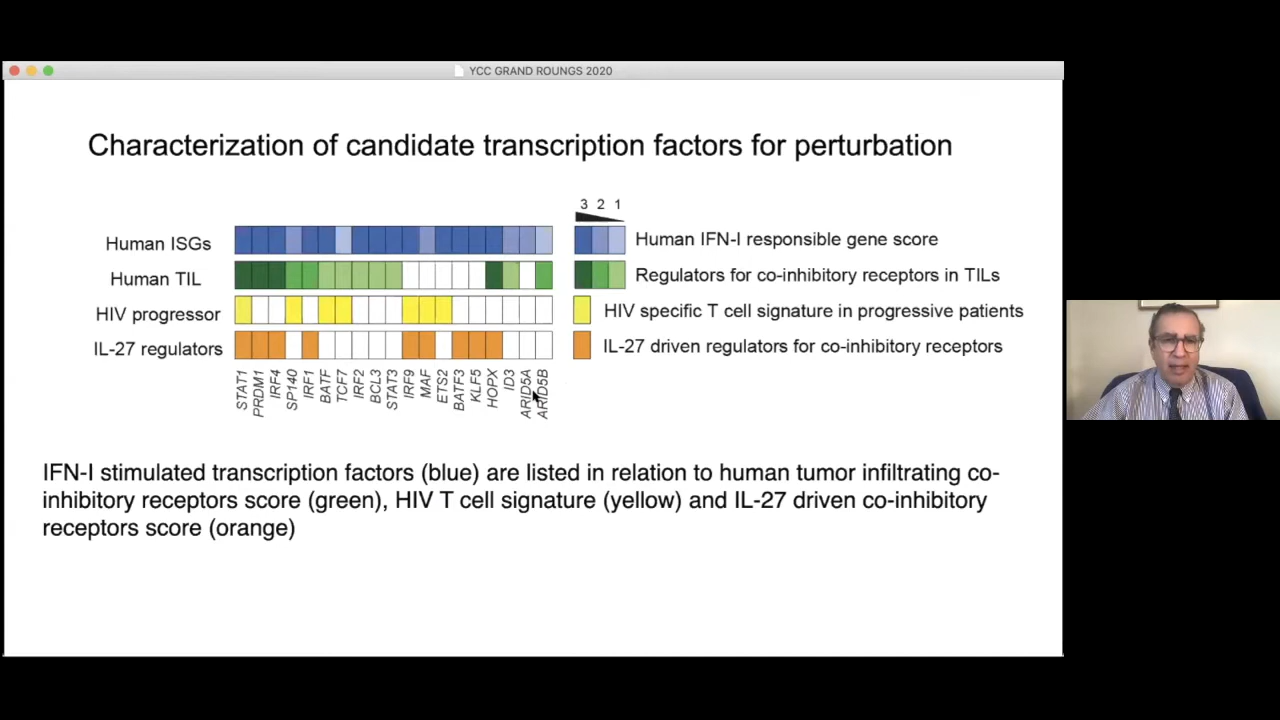 YCC GRAND ROUNGS 2020
Characterization of candidate transcription factors for perturbation
3 2 1
Human ISGs
Human IFN-I responsible gene score
Human TIL
Regulators for co-inhibitory receptors in TILs
HIV progressor
HIV specific T cell signature in progressive patients
IL-27 regulators
IL-27 driven regulators for co-inhibitory receptors
STAT1
PRDM1
IRF4
SP140
IRF1
BATF
TCF7
IRF2
BCL3
STAT3
IRF9
MAF
ETS2
BATF3
KLF5
HOPX
ID3
ARID5A
ARID5B
IFN-I stimulated transcription factors (blue) are listed in relation to human tumor infiltrating co-
inhibitory receptors score (green), HIV T cell signature (yellow) and IL-27 driven co-inhibitory
receptors score (orange)